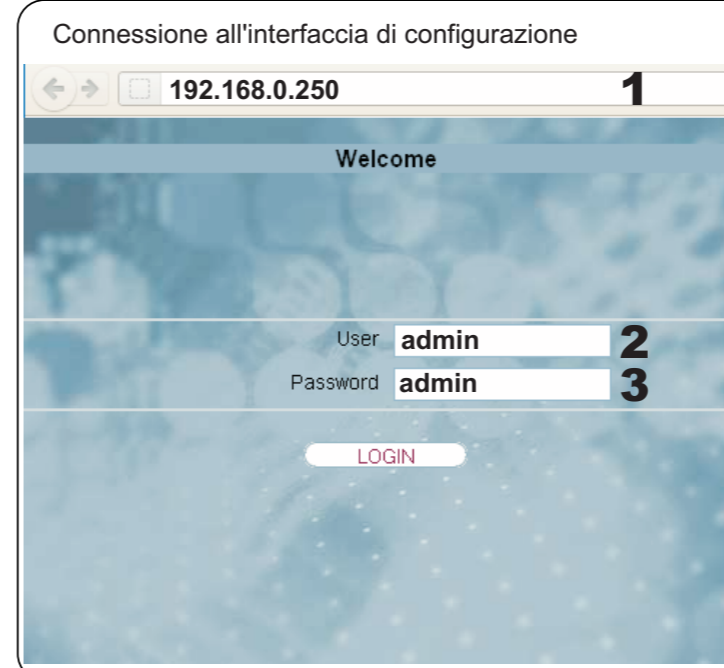 Connessione all'interfaccia di configurazione
192.168.0.250 1
Welcome
User admin 2
Password admin 3
LOGIN